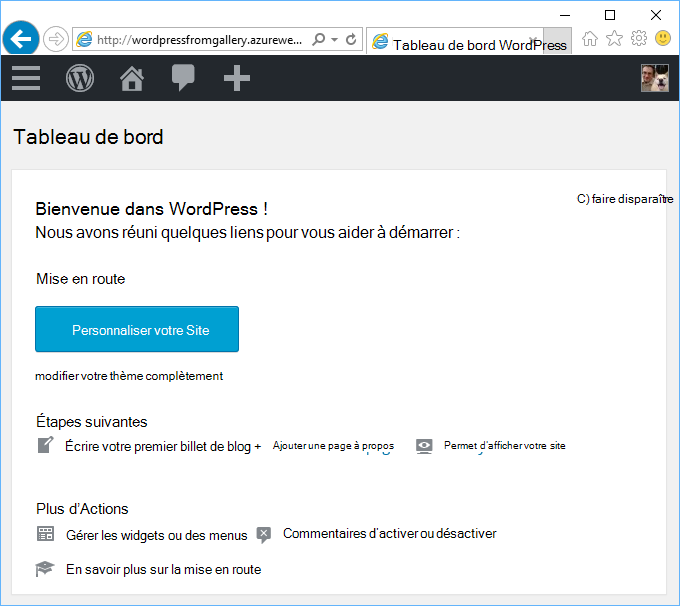 http://wordpressfromgallery.azurewe...
Tableau de bord WordPress
Tableau de bord
C) faire disparaître
Bienvenue dans WordPress !
Nous avons réuni quelques liens pour vous aider à démarrer :
Mise en route
Personnaliser votre Site
modifier votre thème complètement
Étapes suivantes
Écrire votre premier billet de blog + Ajouter une page à propos Permet d'afficher votre site
Plus d'Actions
Gérer les widgets ou des menus Commentaires d'activer ou désactiver
En savoir plus sur la mise en route